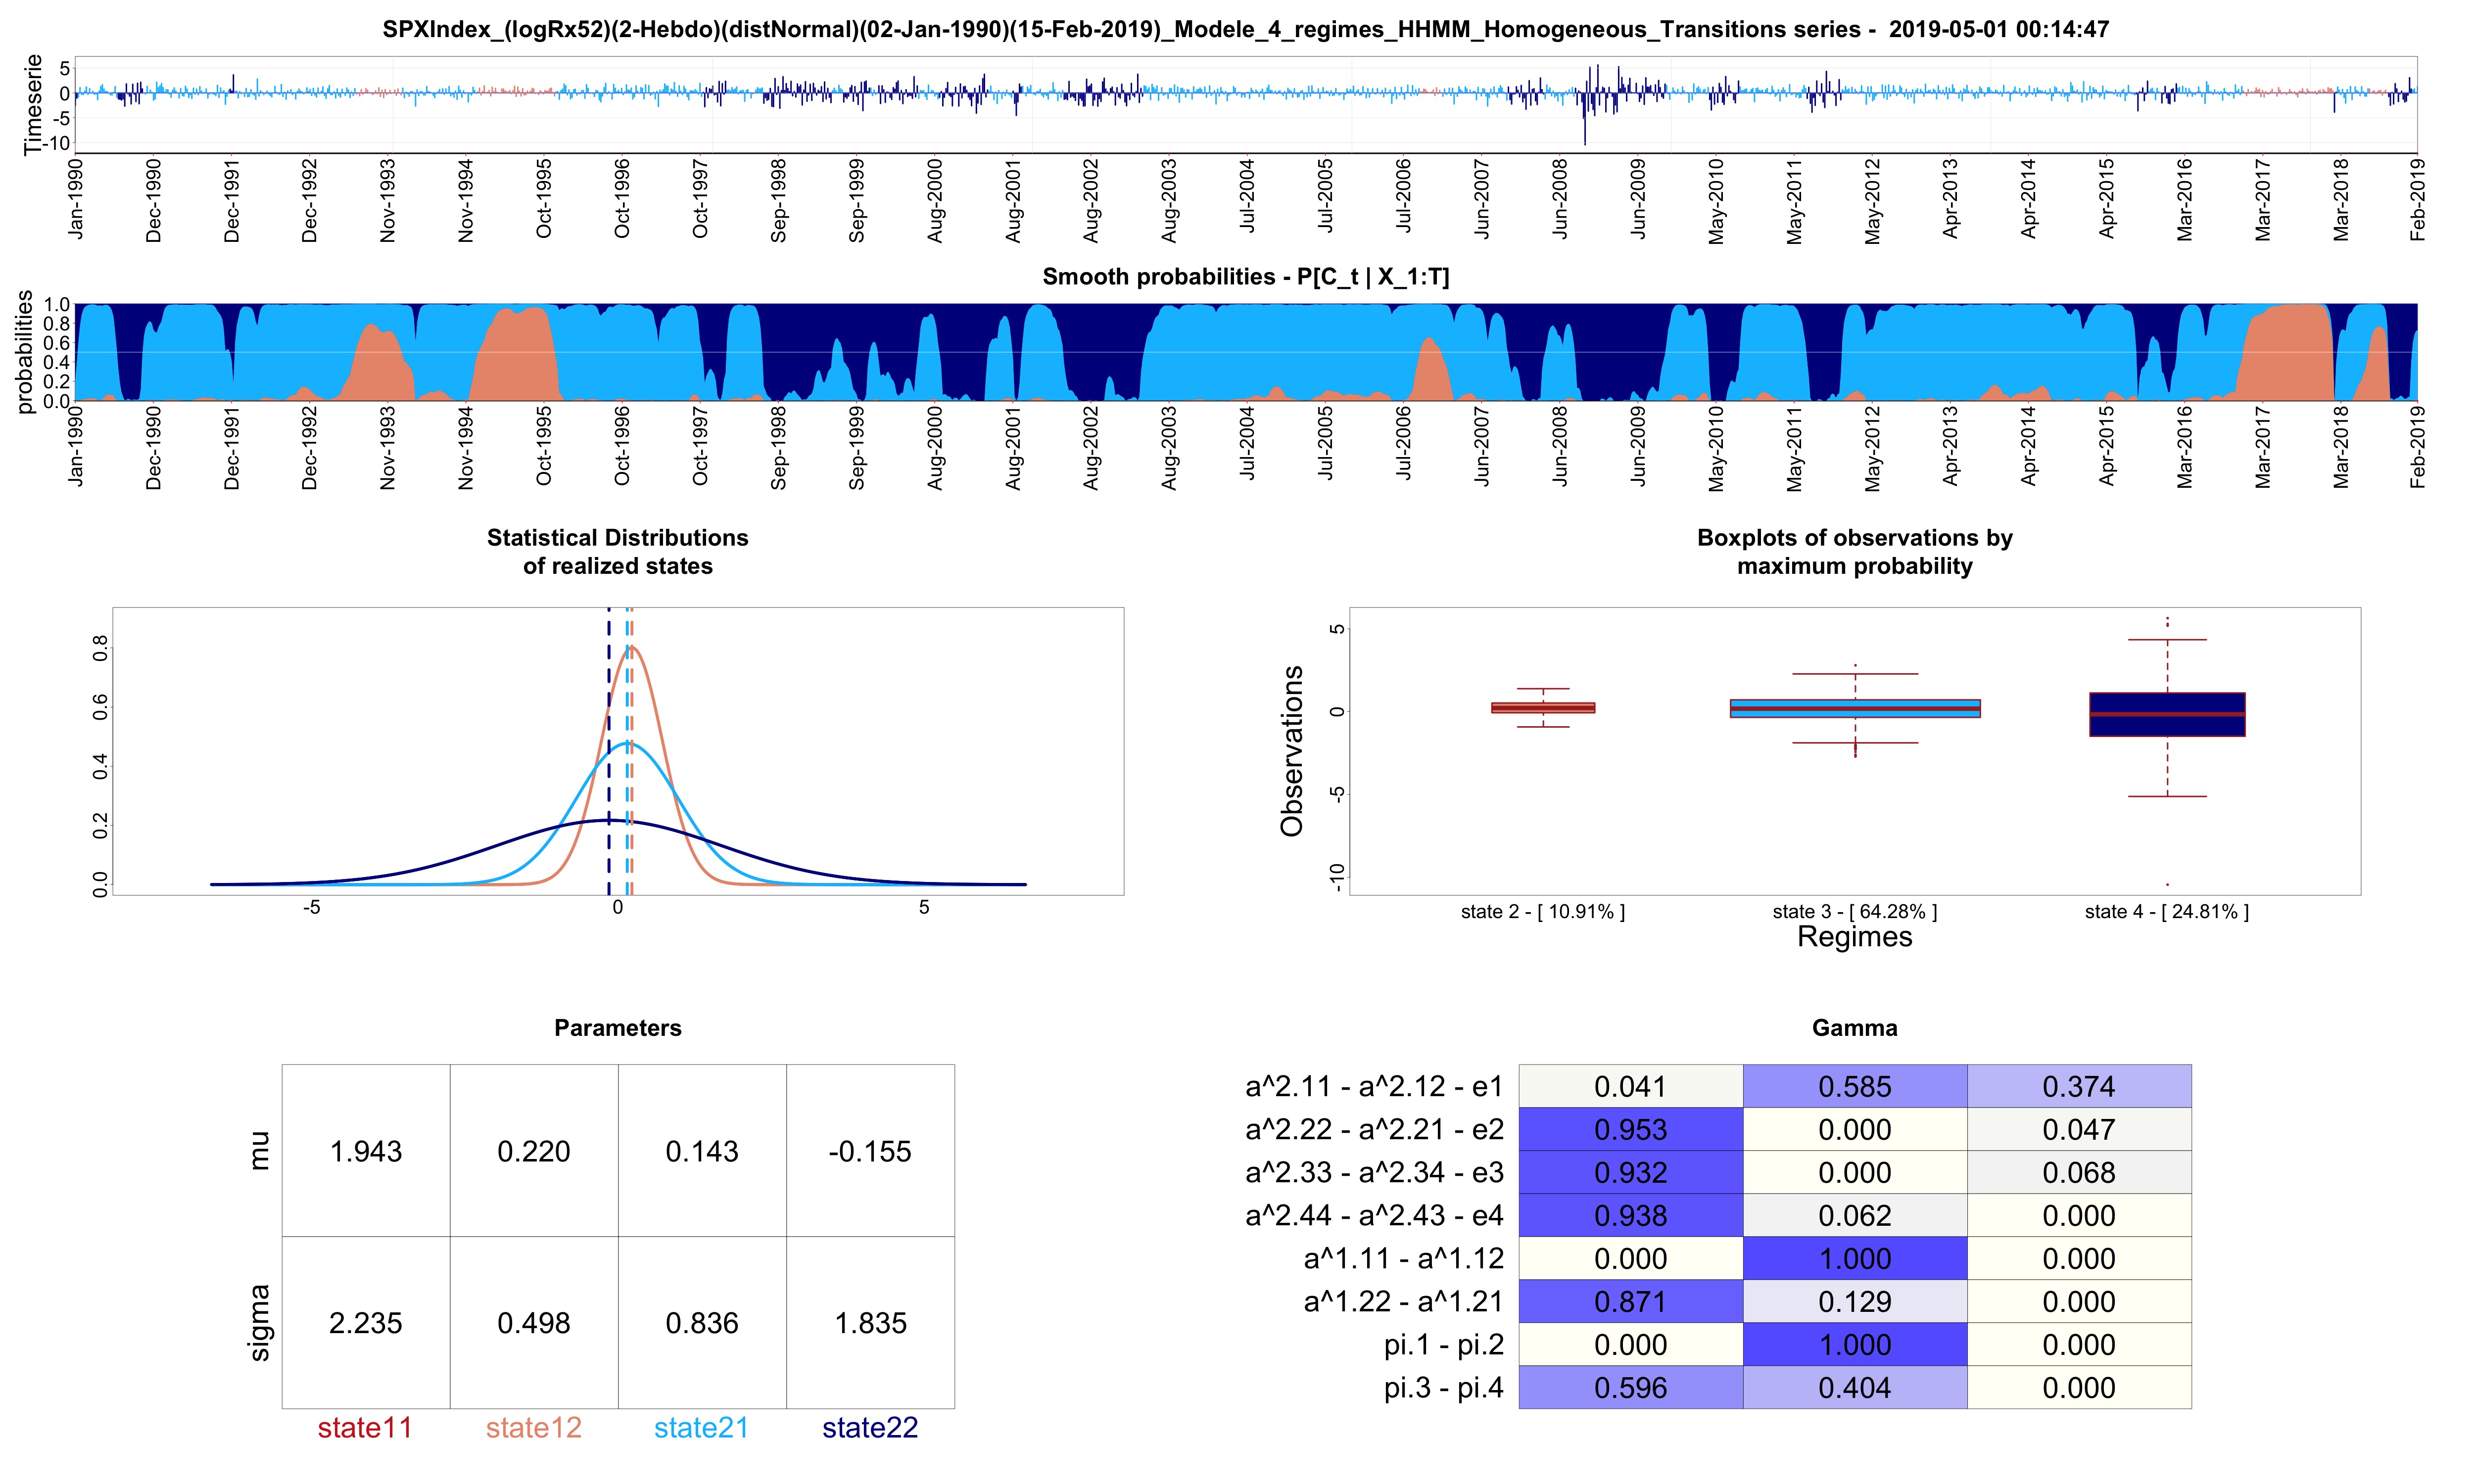 SPXIndex_(logRx52)(2-Hebdo)(distNormal)(02-Jan-1990)(15-Feb-2019)_Modele_4_regimes_HHMM_Homogeneous_Transitions series - 2019-05-01 00:14:47
Timeserie
5
0
-5
-10
Jan-1990 Dec-1990 Dec-1991 Dec-1992 Nov-1993 Nov-1994 Oct-1995 Oct-1996 Oct-1997 Sep-1998 Sep-1999 Aug-2000 Aug-2001 Aug-2002 Aug-2003 Jul-2004 Jul-2005 Jul-2006 Jun-2007 Jun-2008 Jun-2009 May-2010 May-2011 May-2012 Apr-2013 Apr-2014 Apr-2015 Mar-2016 Mar-2017 Mar-2018 Feb-2019
Smooth probabilities - P[C_t | X_1:T]
probabilities
1.0
0.8
0.6
0.4
0.2
0.0
Jan-1990 Dec-1990 Dec-1991 Dec-1992 Nov-1993 Nov-1994 Oct-1995 Oct-1996 Oct-1997 Sep-1998 Sep-1999 Aug-2000 Aug-2001 Aug-2002 Aug-2003 Jul-2004 Jul-2005 Jul-2006 Jun-2007 Jun-2008 Jun-2009 May-2010 May-2011 May-2012 Apr-2013 Apr-2014 Apr-2015 Mar-2016 Mar-2017 Mar-2018 Feb-2019
Statistical Distributions
of realized states
0.8
0.6
0.4
0.2
0.0
-5 0 5
Boxplots of observations by
maximum probability
Observations
5
0
-5
-10
state 2 - [ 10.91% ] state 3 - [ 64.28% ] state 4 - [ 24.81% ]
Regimes
Parameters
mu 1.943 0.220 0.143 -0.155
sigma 2.235 0.498 0.836 1.835
state11 state12 state21 state22
Gamma
a^2.11 - a^2.12 - e1 0.041 0.585 0.374
a^2.22 - a^2.21 - e2 0.953 0.000 0.047
a^2.33 - a^2.34 - e3 0.932 0.000 0.068
a^2.44 - a^2.43 - e4 0.938 0.062 0.000
a^1.11 - a^1.12 0.000 1.000 0.000
a^1.22 - a^1.21 0.871 0.129 0.000
pi.1 - pi.2 0.000 1.000 0.000
pi.3 - pi.4 0.596 0.404 0.000